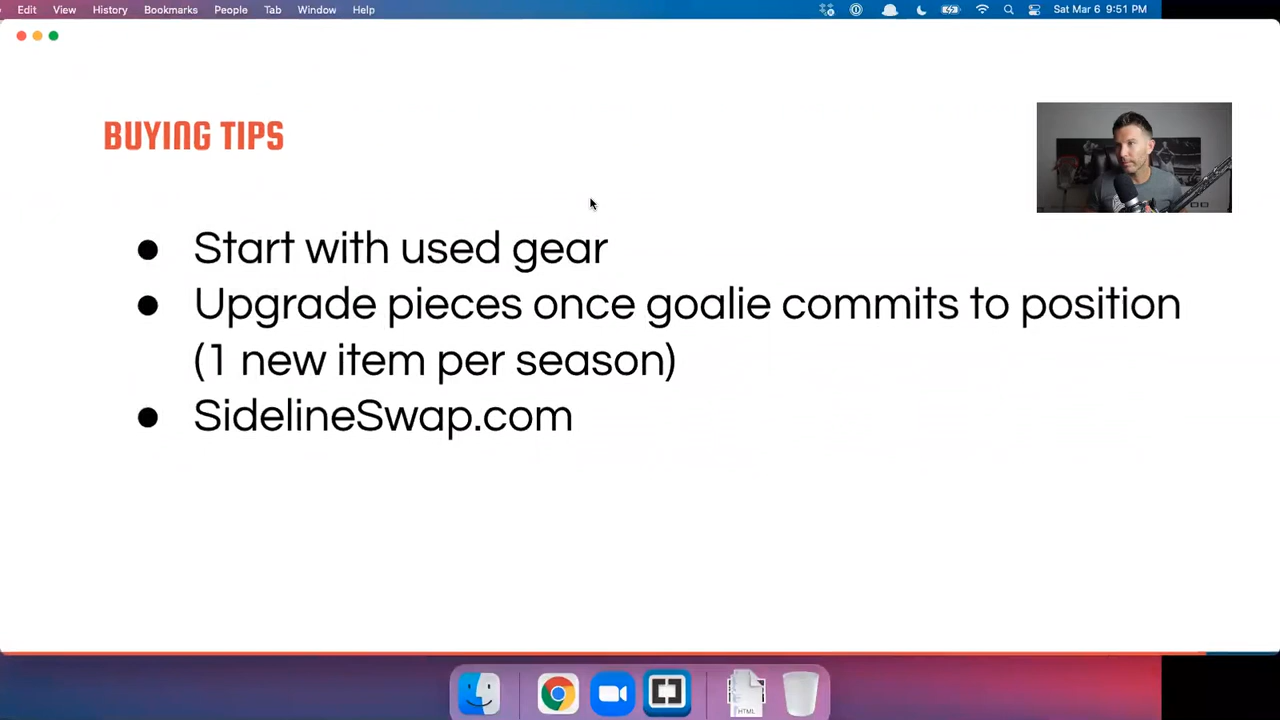 Edit View History Bookmarks People Tab Window Help Sat Mar 6 9:51 PM
BUYING TIPS
● Start with used gear
● Upgrade pieces once goalie commits to position
(1 new item per season)
● SidelineSwap.com
HTML